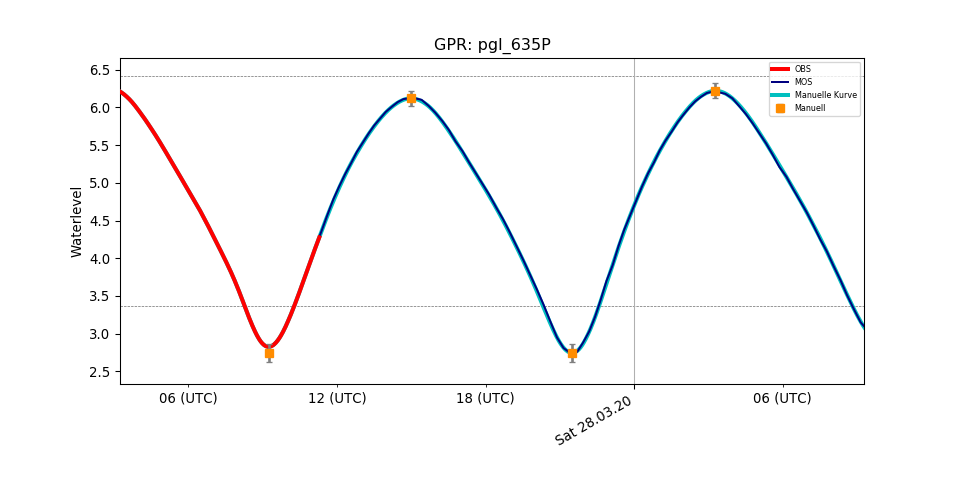 GPR: pgl_635P
6.5
6.0
5.5
5.0
4.5
4.0
3.5
3.0
2.5
Waterlevel
OBS
MOS
Manuelle Kurve
Manuell
06 (UTC)
12 (UTC)
18 (UTC)
Sat 28.03.20
06 (UTC)